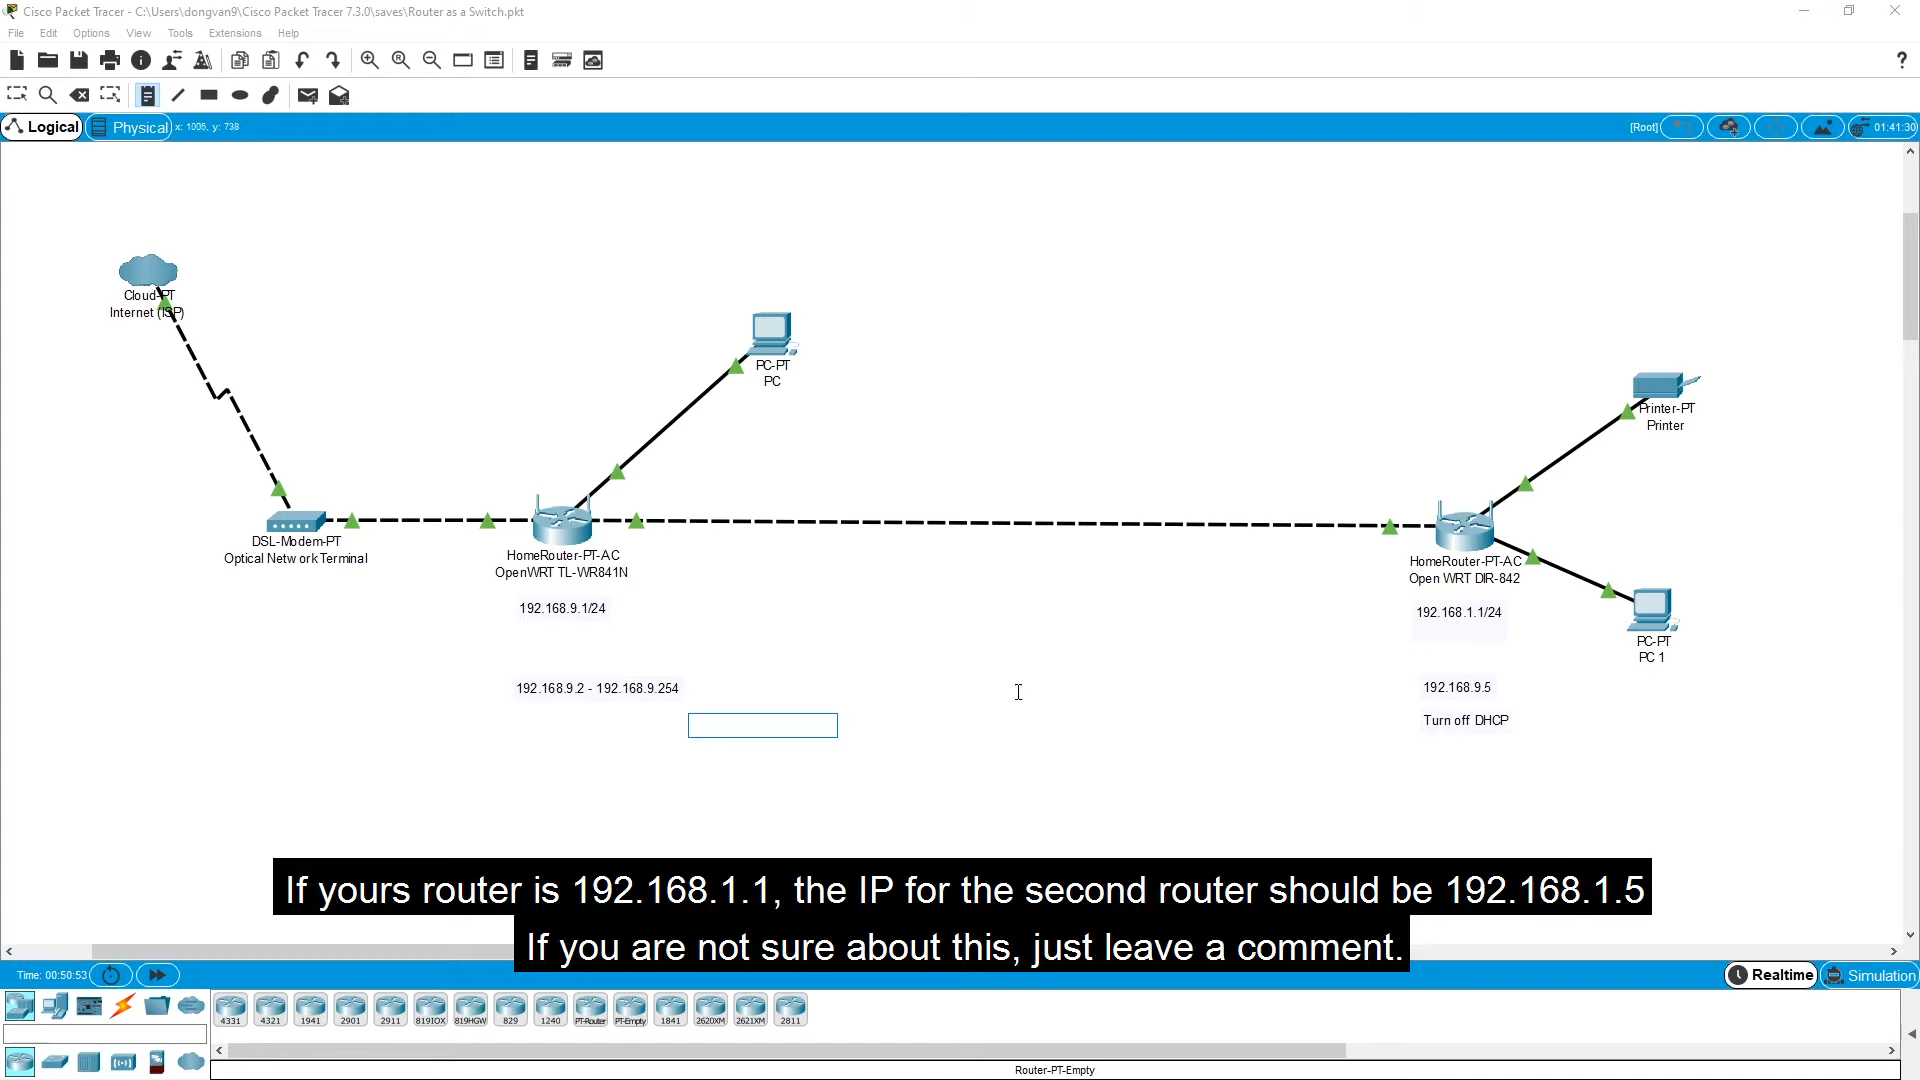 Cisco Packet Tracer - C:\Users\dongvan9\Cisco Packet Tracer 7.3.0\saves\Router as a Switch.pkt
File Edit Options View Tools Extensions Help
?
Logical Physical x: 1005, y: 738 [Root] 01:41:30
Cloud-PT
Internet (ISP)
PC-PT
PC
Printer-PT
Printer
DSL-Modem-PT
Optical Network Terminal
HomeRouter-PT-AC
OpenWRT TL-WR841N
HomeRouter-PT-AC
Open WRT DIR-842
192.168.9.1/24
192.168.1.1/24
PC-PT
PC 1
192.168.9.2 - 192.168.9.254
192.168.9.5
Turn off DHCP
If yours router is 192.168.1.1, the IP for the second router should be 192.168.1.5
If you are not sure about this, just leave a comment.
Time: 00:50:53 Realtime Simulation
4331 4321 1941 2901 2911 819IOX 819HGW 829 1240 PT-Router PT-Empty 1841 2620XM 2621XM 2811
Router-PT-Empty